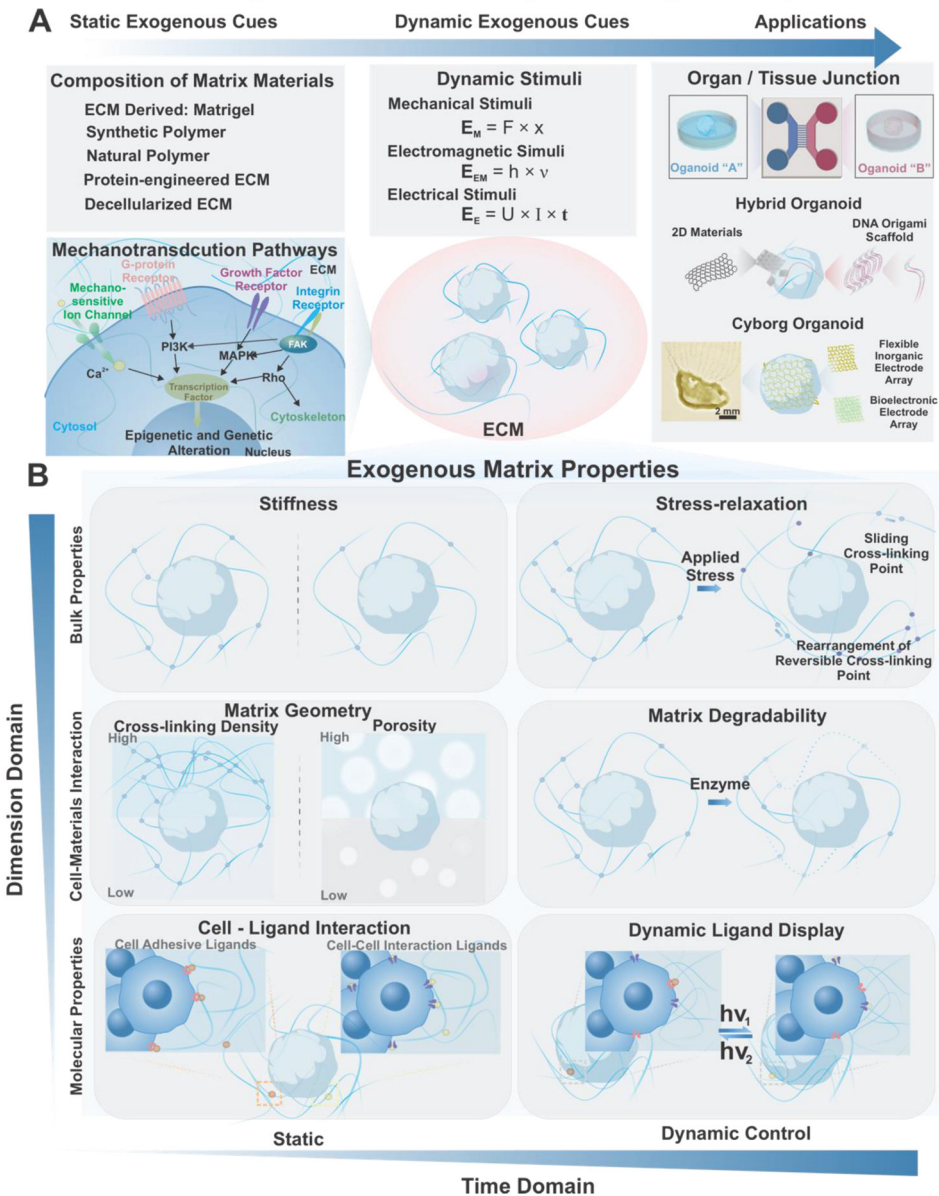 A
Static Exogenous Cues
Dynamic Exogenous Cues
Applications
Composition of Matrix Materials
ECM Derived: Matrigel
Synthetic Polymer
Natural Polymer
Protein-engineered ECM
Decellularized ECM
Dynamic Stimuli
Mechanical Stimuli
E_M = F × x
Electromagnetic Simuli
E_EM = h × ν
Electrical Stimuli
E_E = U × I × t
Organ / Tissue Junction
Oganoid “A”
Oganoid “B”
Hybrid Organoid
2D Materials
DNA Origami
Scaffold
Cyborg Organoid
Flexible
Inorganic
Electrode
Array
2 mm
Bioelectronic
Electrode
Array
Mechanotransdcution Pathways
G-protein
Receptor
Growth Factor
Receptor
ECM
Integrin
Receptor
Mechano-
sensitive
Ion Channel
PI3K
MAPK
FAK
Ca²⁺
Rho
Transcription
Factor
Cytoskeleton
Cytosol
Epigenetic and Genetic
Alteration
Nucleus
ECM
B
Exogenous Matrix Properties
Dimension Domain
Bulk Properties
Stiffness
Stress-relaxation
Applied
Stress
Sliding
Cross-linking
Point
Rearrangement of
Reversible Cross-linking
Point
Cell-Materials Interaction
Matrix Geometry
Cross-linking Density
Porosity
High
High
Low
Low
Matrix Degradability
Enzyme
Molecular Properties
Cell - Ligand Interaction
Cell Adhesive Ligands
Cell-Cell Interaction Ligands
Dynamic Ligand Display
hv₁
hv₂
Static
Dynamic Control
Time Domain